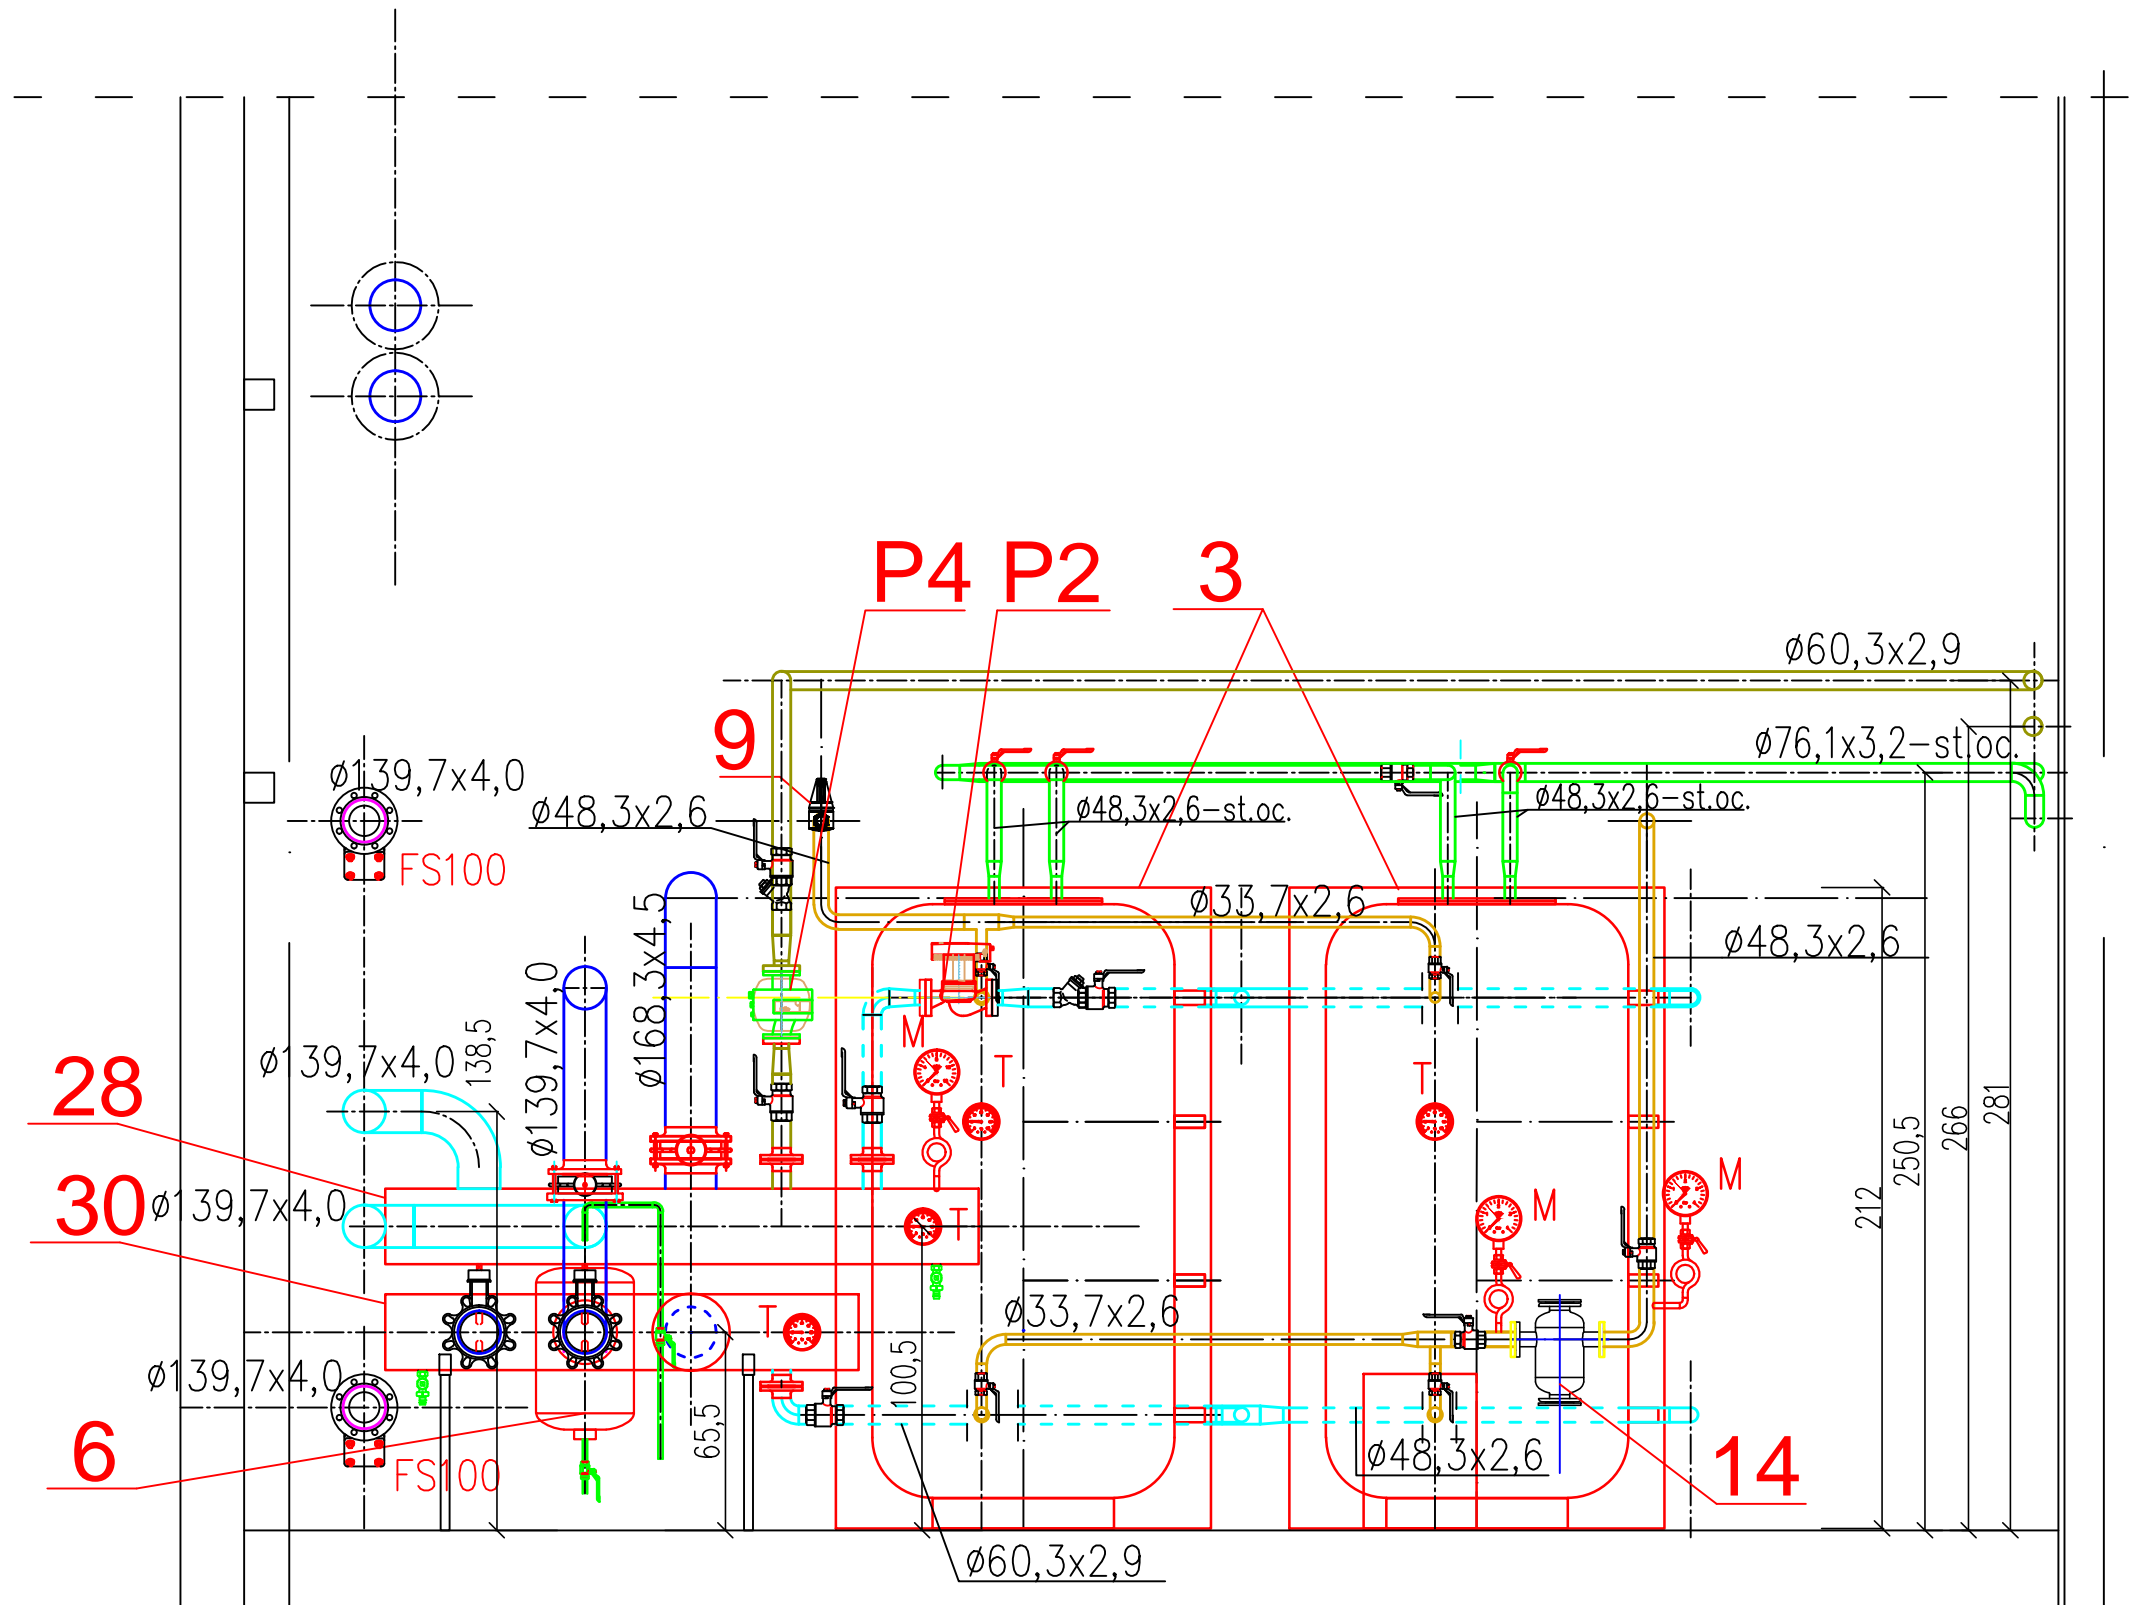 P4
P2
3
ø60,3x2,9
9
ø76,1x3,2-st.oc.
ø139,7x4,0
ø48,3x2,6
ø48,3x2,6-st.oc.
ø48,3x2,6-st.oc.
FS100
ø33,7x2,6
ø168,3x4,5
ø48,3x2,6
ø139,7x4,0
138,5
ø139,7x4,0
M
T
T
28
281
266
250,5
212
30
ø139,7x4,0
T
M
M
ø33,7x2,6
T
ø139,7x4,0
100,5
65,5
6
FS100
ø48,3x2,6
14
ø60,3x2,9